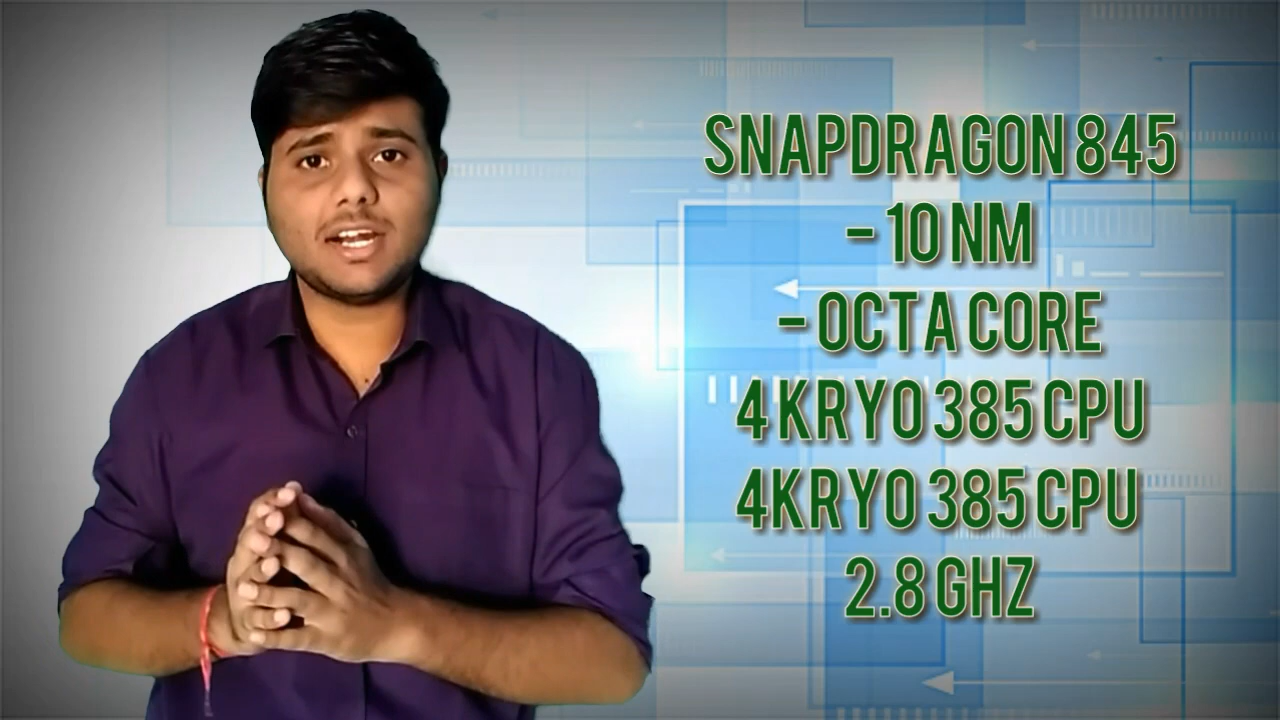 SNAPDRAGON 845
- 10 NM
- OCTA CORE
4 KRYO 385 CPU
4KRYO 385 CPU
2.8 GHZ